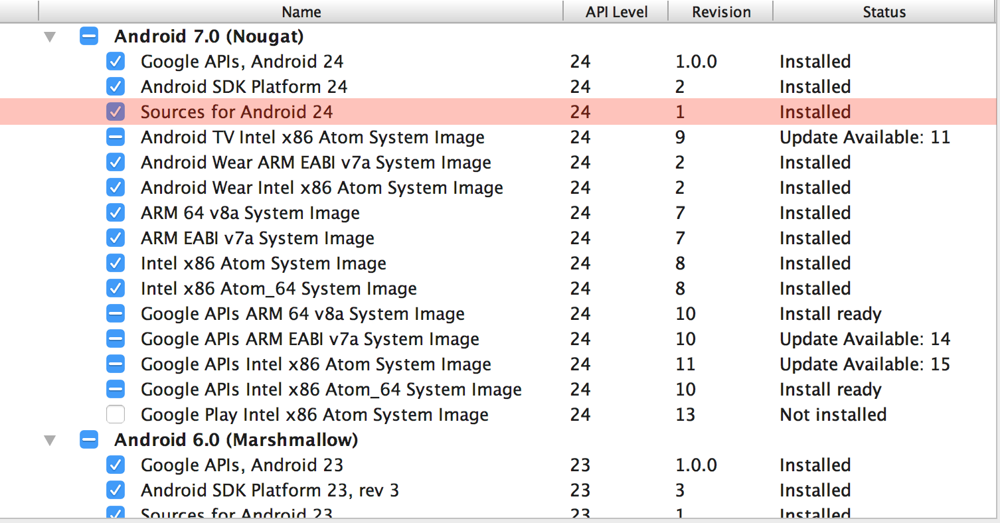 Name API Level Revision Status
Android 7.0 (Nougat)
Google APIs, Android 24 24 1.0.0 Installed
Android SDK Platform 24 24 2 Installed
Sources for Android 24 24 1 Installed
Android TV Intel x86 Atom System Image 24 9 Update Available: 11
Android Wear ARM EABI v7a System Image 24 2 Installed
Android Wear Intel x86 Atom System Image 24 2 Installed
ARM 64 v8a System Image 24 7 Installed
ARM EABI v7a System Image 24 7 Installed
Intel x86 Atom System Image 24 8 Installed
Intel x86 Atom_64 System Image 24 8 Installed
Google APIs ARM 64 v8a System Image 24 10 Install ready
Google APIs ARM EABI v7a System Image 24 10 Update Available: 14
Google APIs Intel x86 Atom System Image 24 11 Update Available: 15
Google APIs Intel x86 Atom_64 System Image 24 10 Install ready
Google Play Intel x86 Atom System Image 24 13 Not installed
Android 6.0 (Marshmallow)
Google APIs, Android 23 23 1.0.0 Installed
Android SDK Platform 23, rev 3 23 3 Installed
Sources for Android 23 23 1 Installed